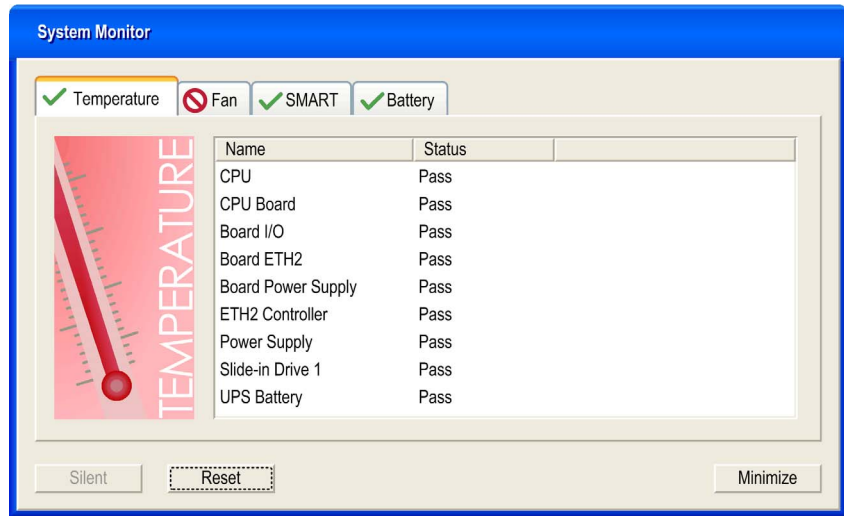 System Monitor
Temperature Fan SMART Battery
TEMPERATURE
Name Status
CPU Pass
CPU Board Pass
Board I/O Pass
Board ETH2 Pass
Board Power Supply Pass
ETH2 Controller Pass
Power Supply Pass
Slide-in Drive 1 Pass
UPS Battery Pass
Silent Reset Minimize